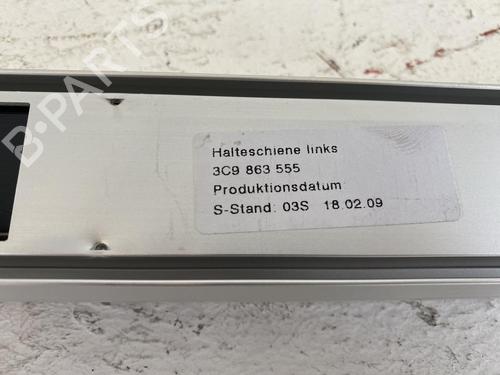 B-PARTS
Halteschiene links
3C9 863 555
Produktionsdatum
S-Stand: 03S 18.02.09